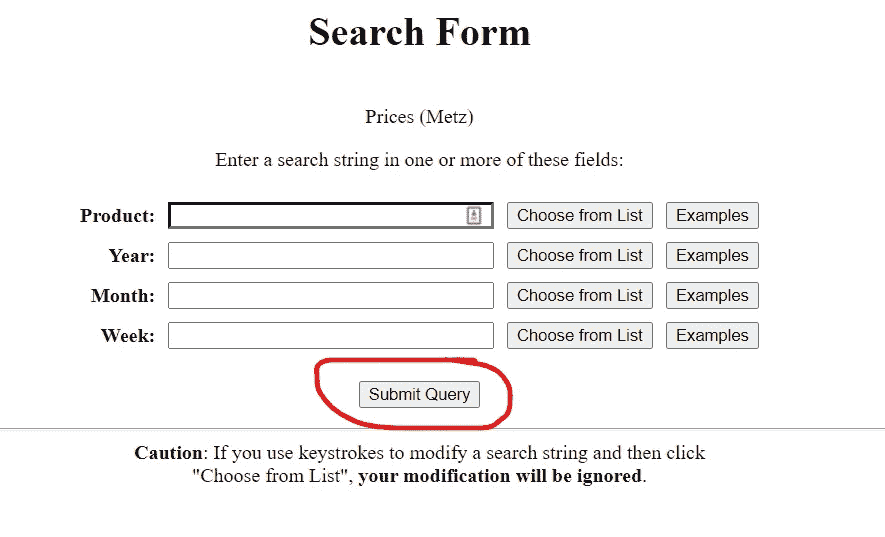 Search Form
Prices (Metz)
Enter a search string in one or more of these fields:
Product: Choose from List Examples
Year: Choose from List Examples
Month: Choose from List Examples
Week: Choose from List Examples
Submit Query
Caution: If you use keystrokes to modify a search string and then click
"Choose from List", your modification will be ignored.